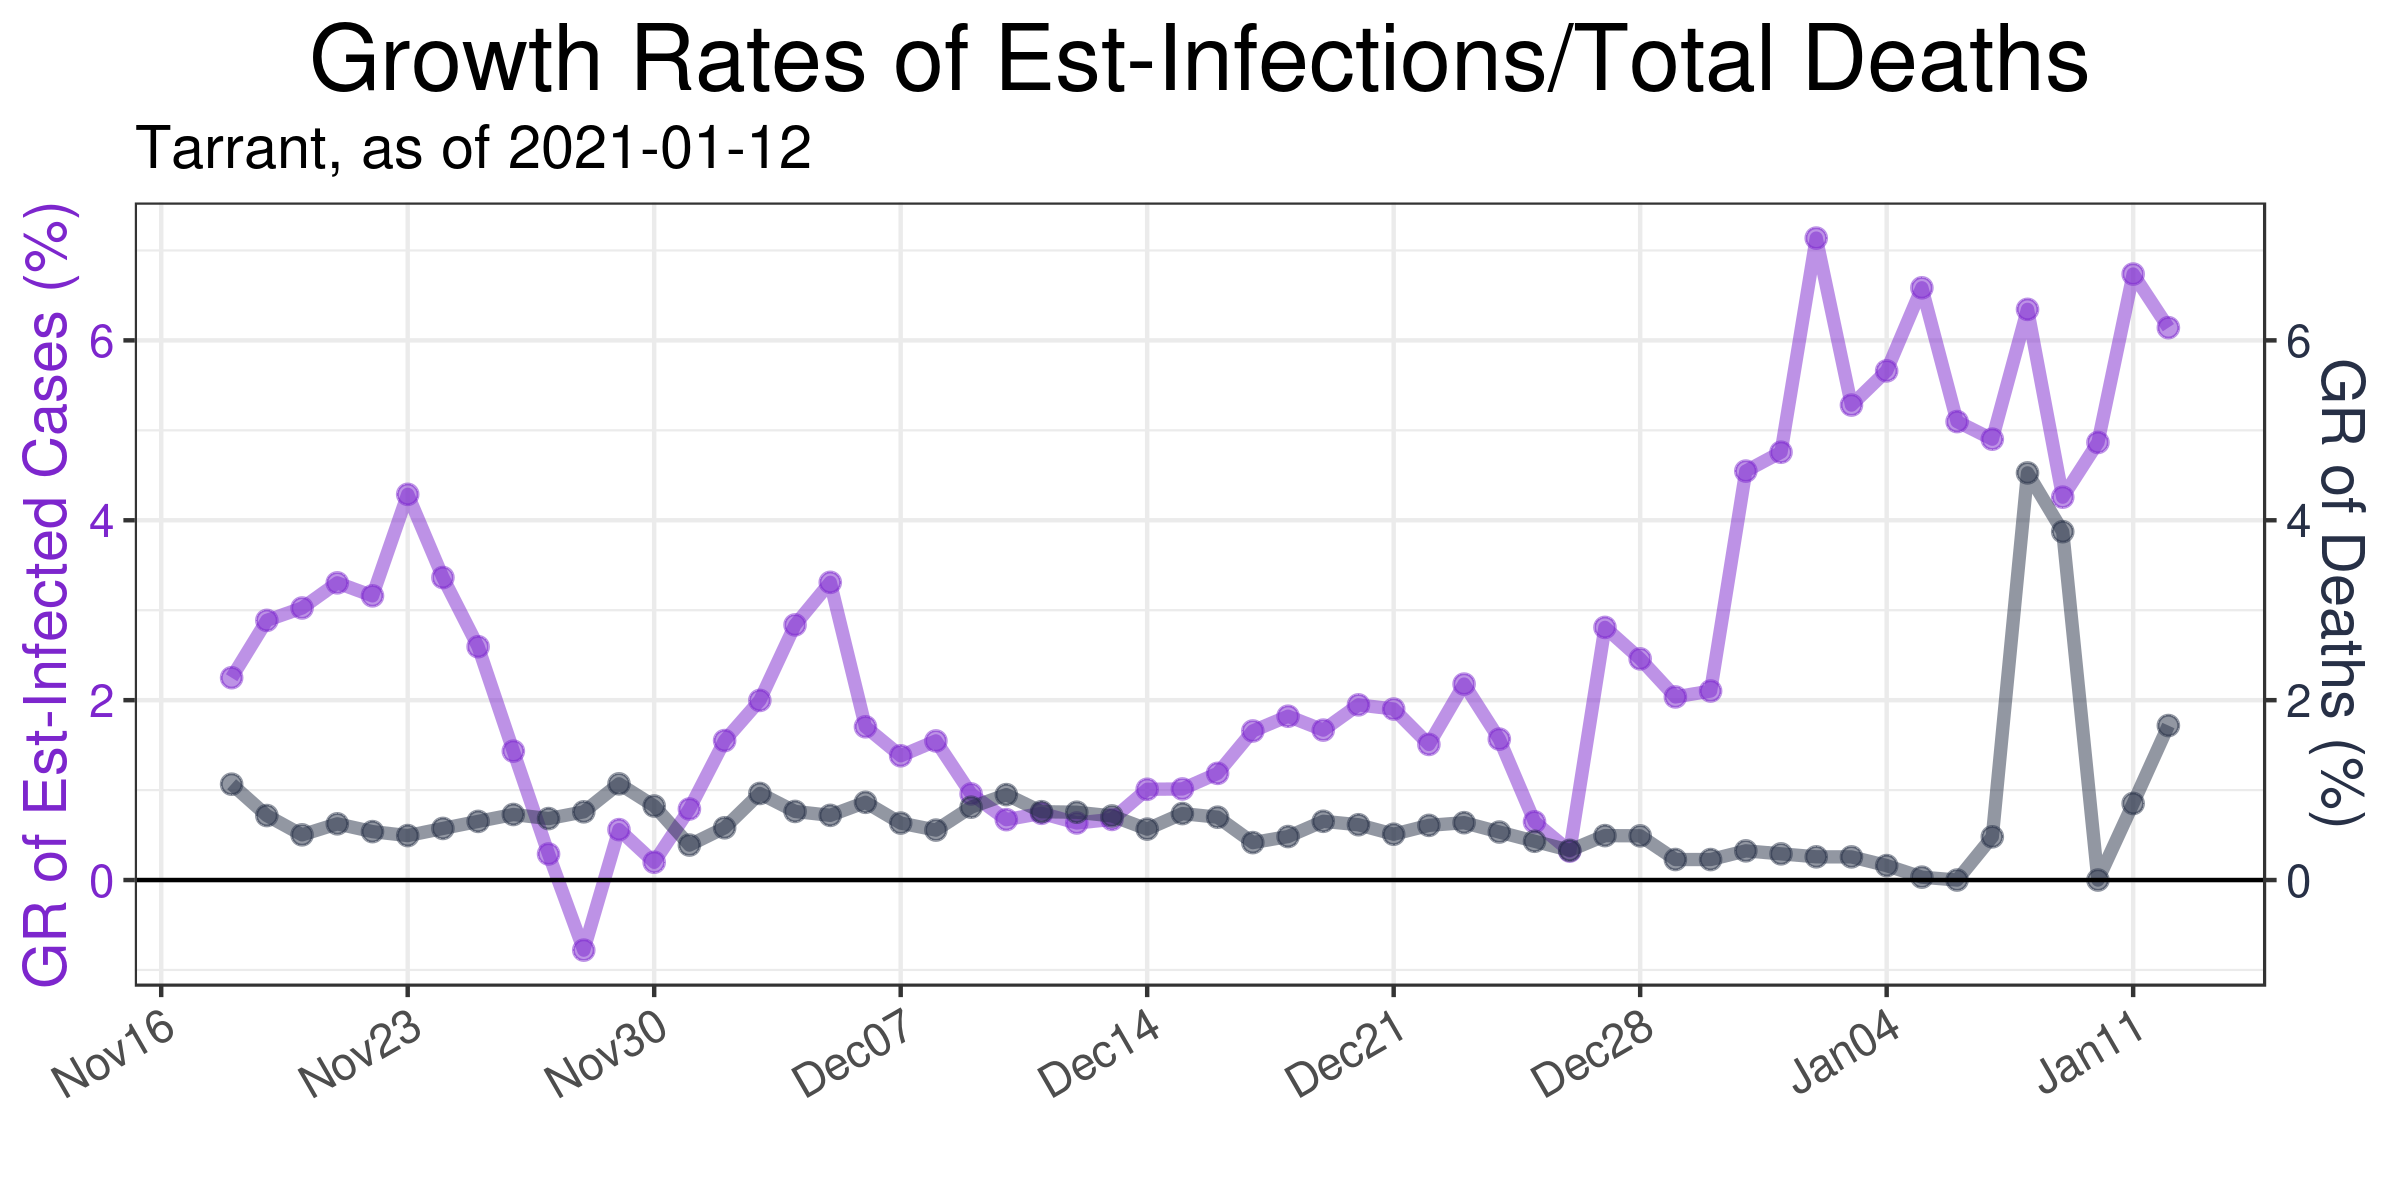 Growth Rates of Est-Infections/Total Deaths
Tarrant, as of 2021-01-12
GR of Est-Infected Cases (%)
6
4
2
0
6
4
2
0
GR of Deaths (%)
Nov16
Nov23
Nov30
Dec07
Dec14
Dec21
Dec28
Jan04
Jan11